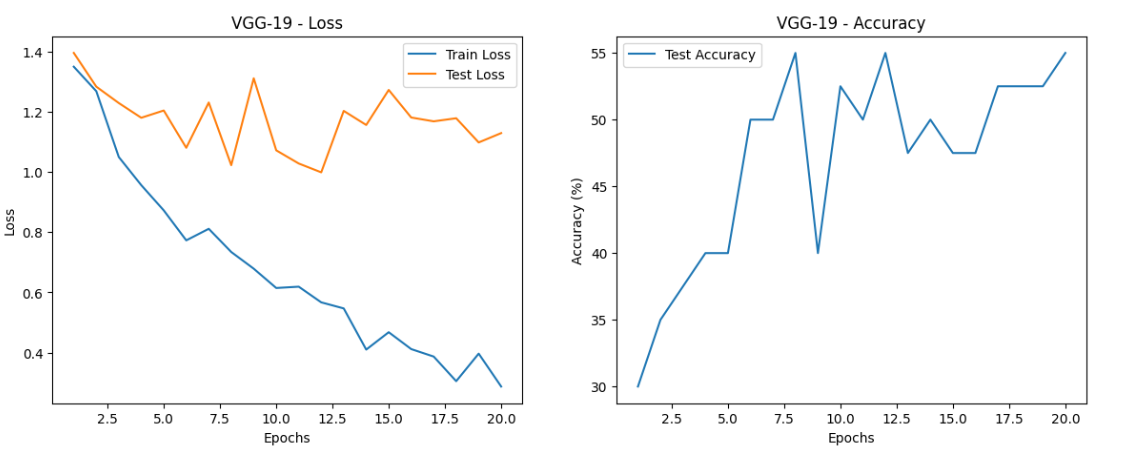 VGG-19 - Loss
1.4
1.2
1.0
0.8
0.6
0.4
Loss
Train Loss
Test Loss
2.5 5.0 7.5 10.0 12.5 15.0 17.5 20.0
Epochs
VGG-19 - Accuracy
55
50
45
40
35
30
Accuracy (%)
Test Accuracy
2.5 5.0 7.5 10.0 12.5 15.0 17.5 20.0
Epochs